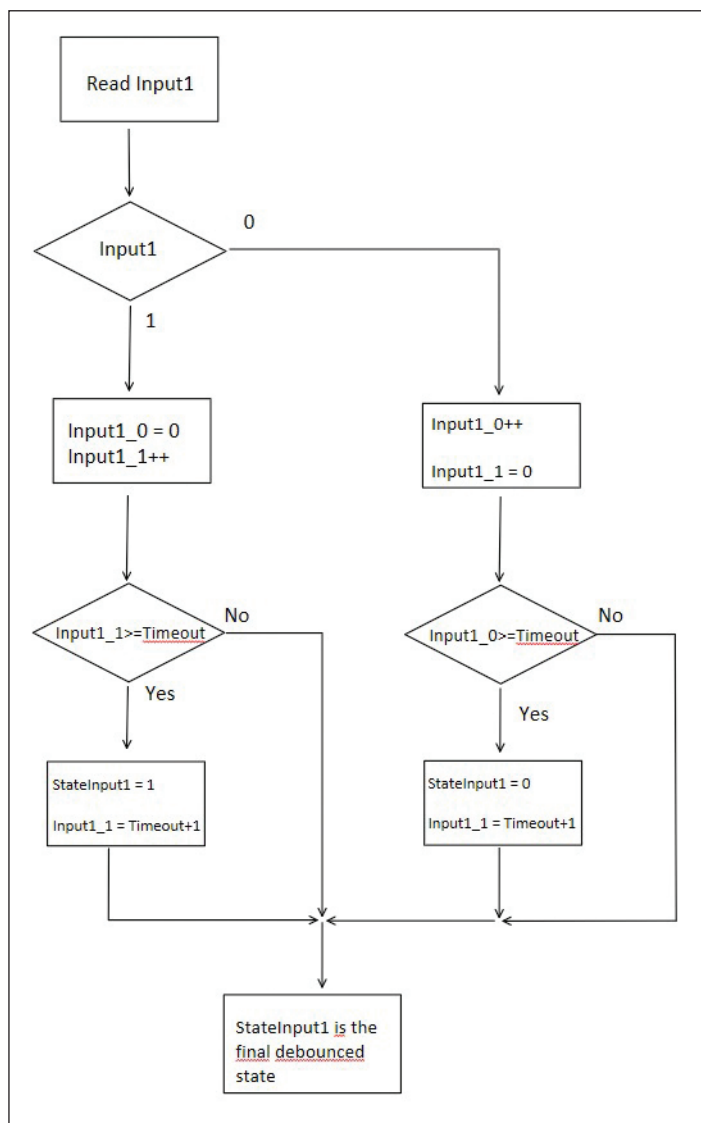 Read Input1
Input1
0
1
Input1_0 = 0
Input1_1++
Input1_0++
Input1_1 = 0
Input1_1>=Timeout
No
Yes
Input1_0>=Timeout
No
Yes
StateInput1 = 1
Input1_1 = Timeout+1
StateInput1 = 0
Input1_1 = Timeout+1
StateInput1 is the
final debounced
state